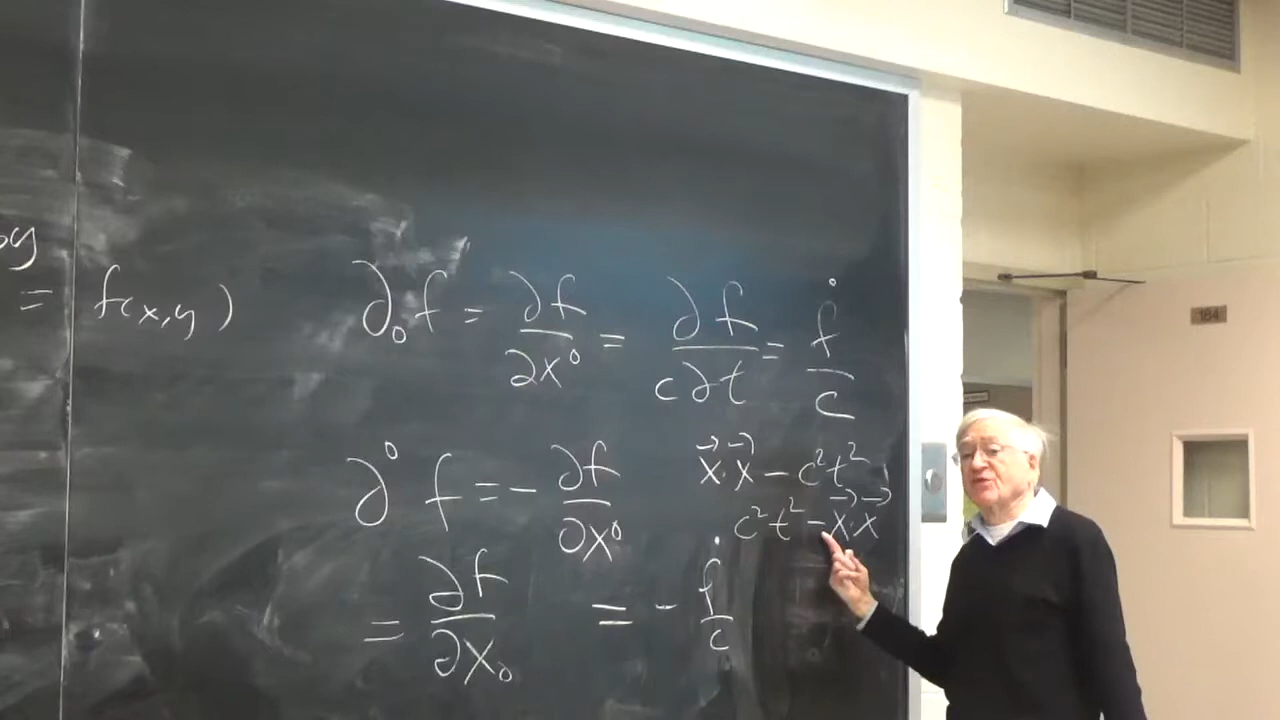 = f(x,y)
∂₀f = ∂f/∂x⁰ = ∂f/c∂t = ḟ/c
x⃗·x⃗ − c²t²
∂⁰f = −∂f/∂x⁰
c²t² − x⃗·x⃗
= ∂f/∂x₀ = −ḟ/c
184